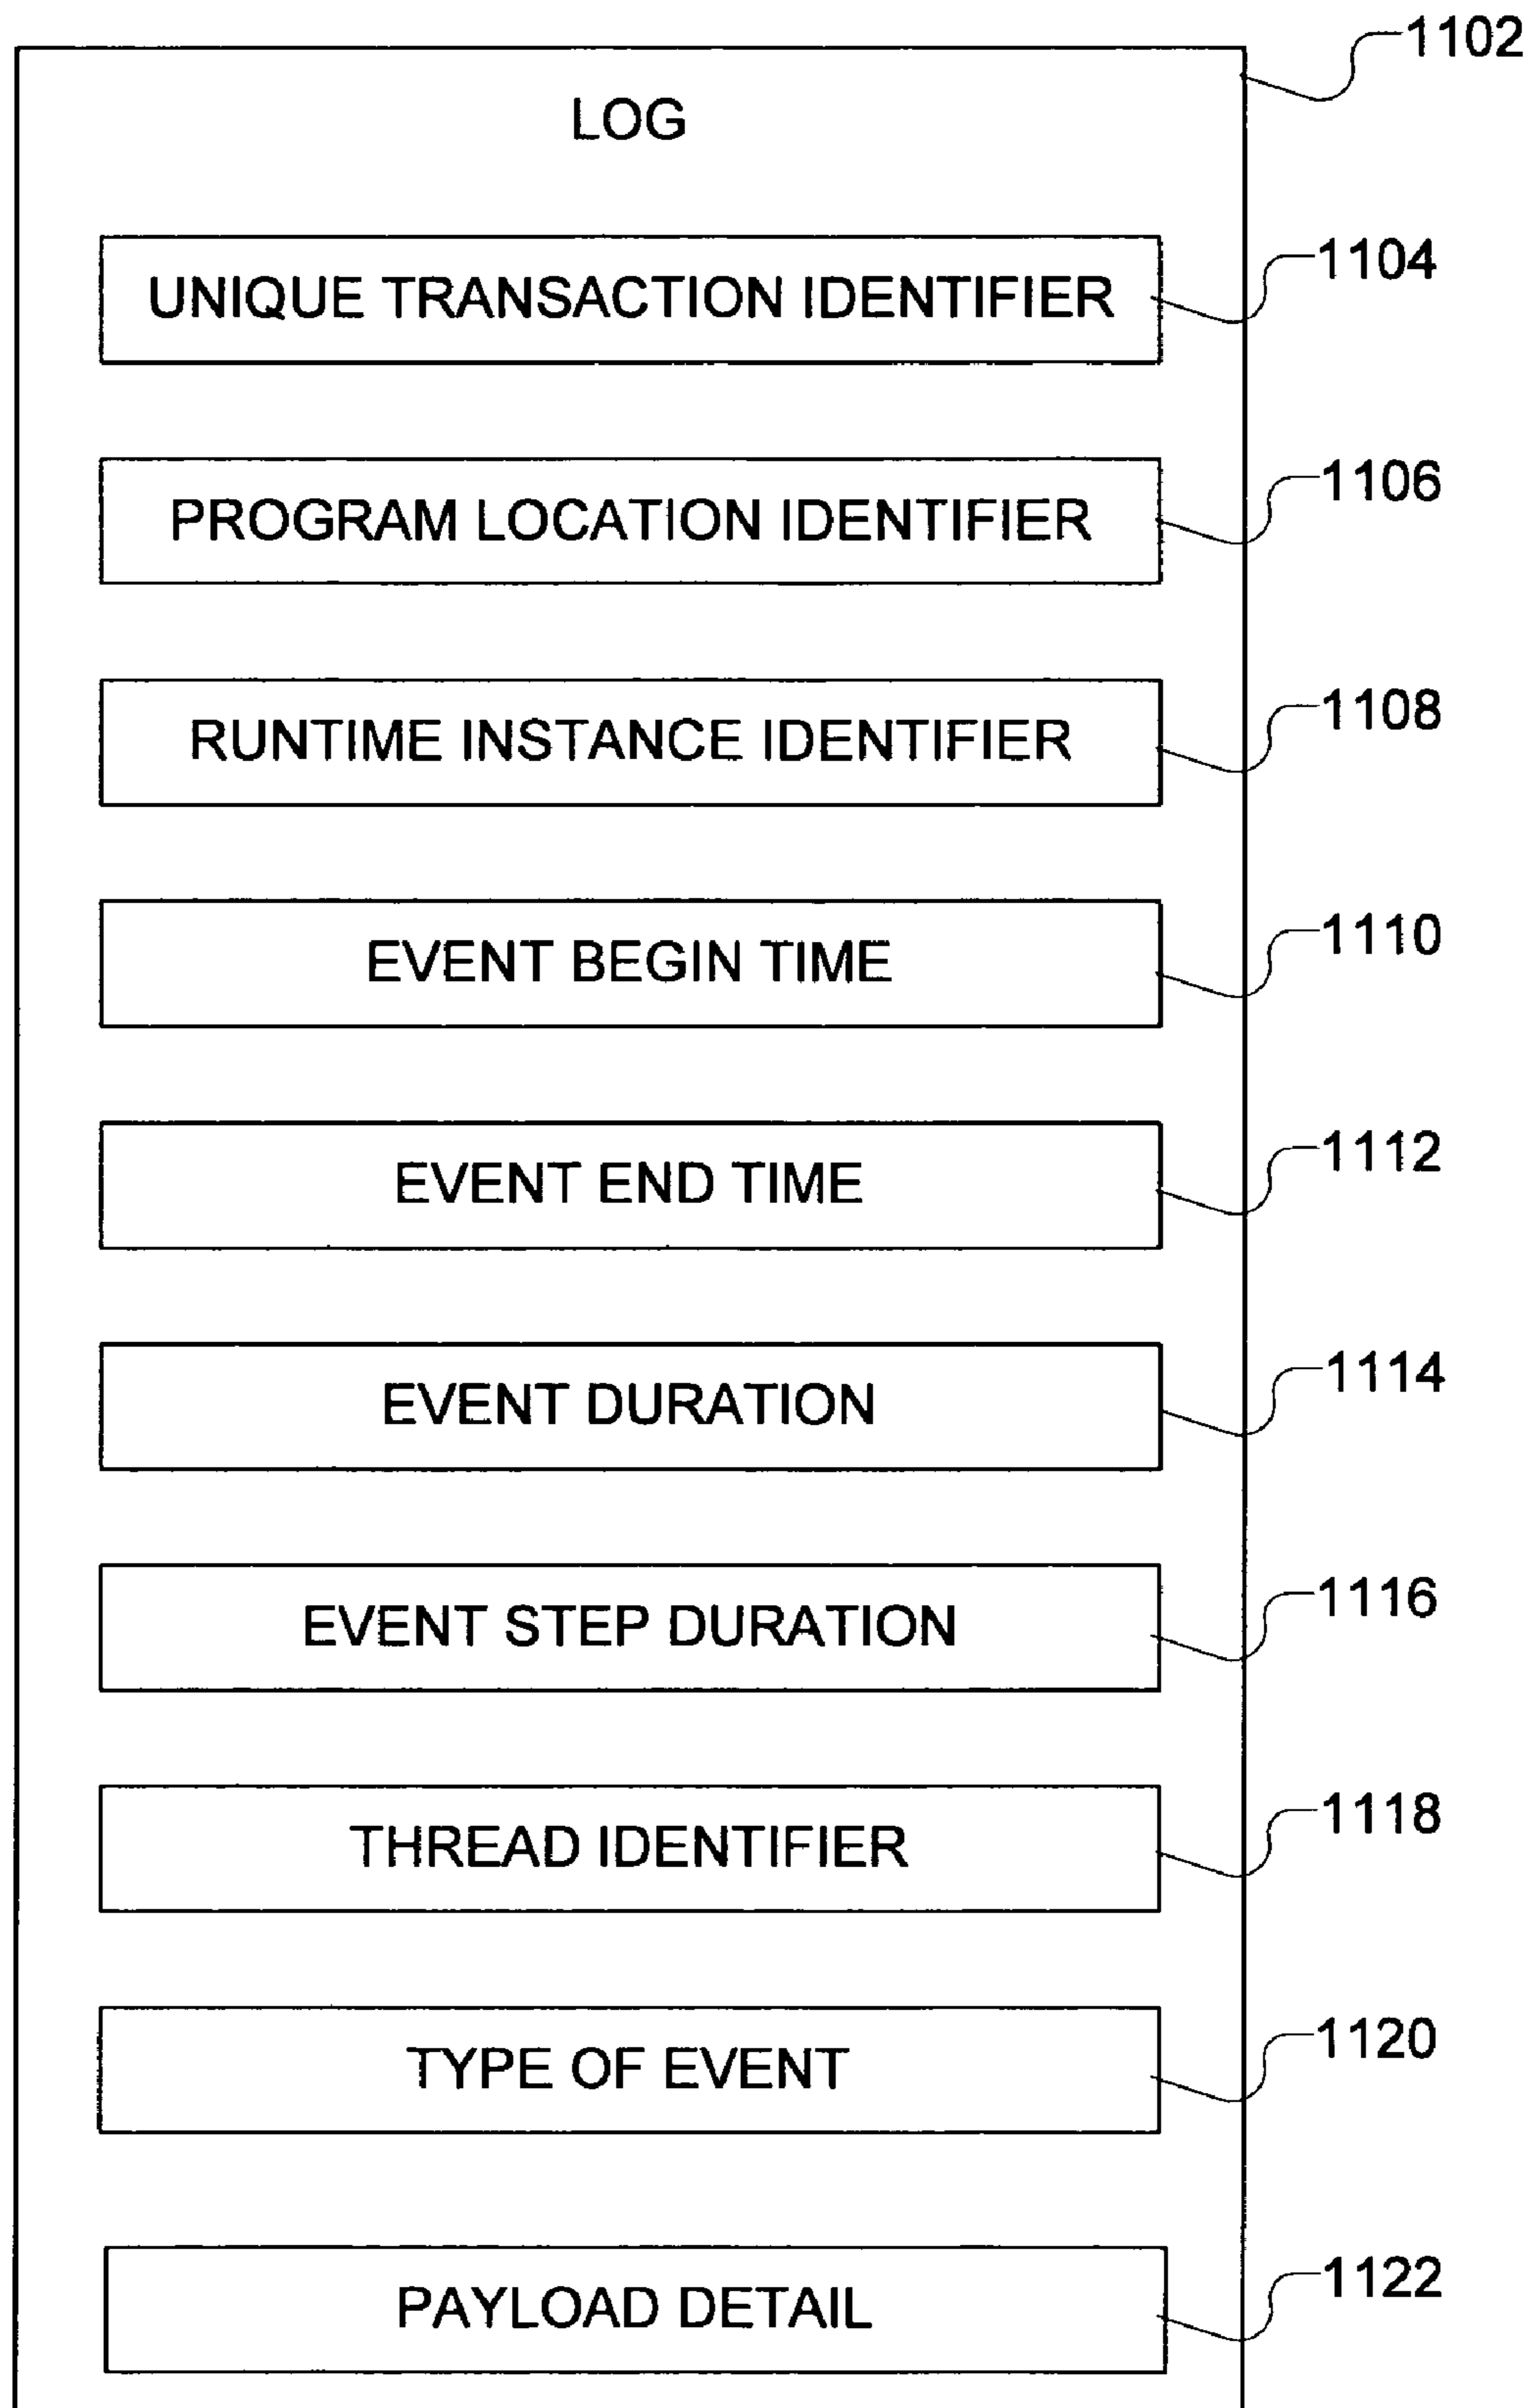 1102
LOG
UNIQUE TRANSACTION IDENTIFIER
1104
PROGRAM LOCATION IDENTIFIER
1106
RUNTIME INSTANCE IDENTIFIER
1108
EVENT BEGIN TIME
1110
EVENT END TIME
1112
EVENT DURATION
1114
EVENT STEP DURATION
1116
THREAD IDENTIFIER
1118
TYPE OF EVENT
1120
PAYLOAD DETAIL
1122